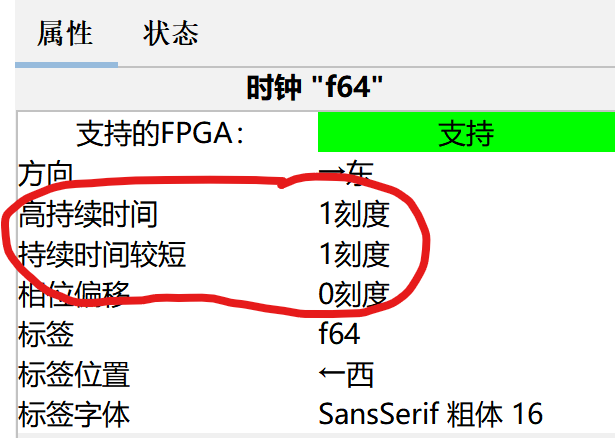 属性 状态
时钟 "f64"
支持的FPGA： 支持
方向 →东
高持续时间 1刻度
持续时间较短 1刻度
相位偏移 0刻度
标签 f64
标签位置 ←西
标签字体 SansSerif 粗体 16